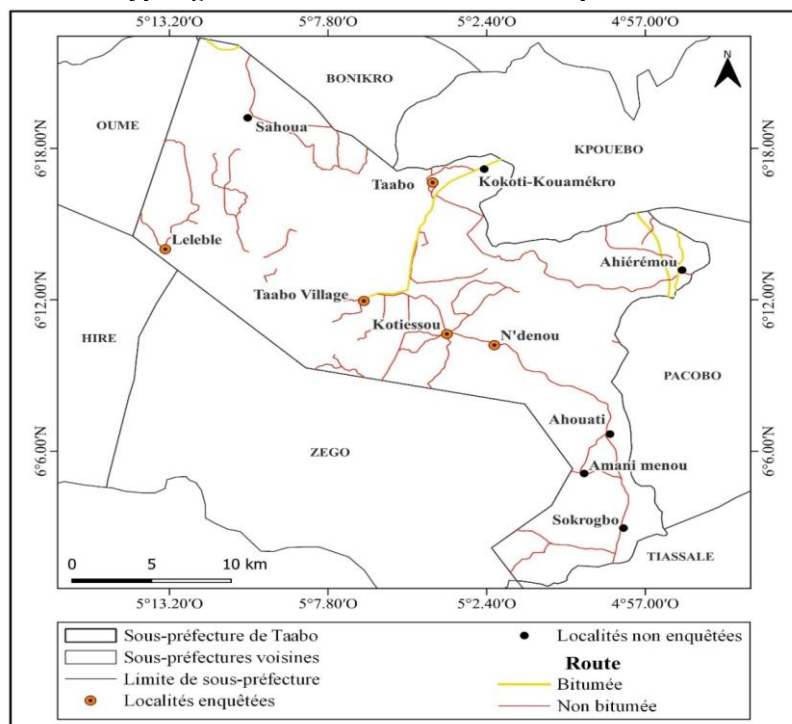 5°13.20'N 5°7.80'N 5°2.40'N 4°57.00'N
N
BONIKRO
OUME
Sahoua
KPOUEBO
6°18.00'N
6°18.00'N
Taabo
Kokoti-Kouamékro
Leleble
Ahiérémou
6°12.00'N
Taabo Village
6°12.00'N
Kotiessou
N'denou
HIRE
PACOBO
Ahouati
6°6.00'N
ZEGO
Amani menou
6°6.00'N
Sokrogbo
TIASSALE
0 5 10 km
5°13.20'N 5°7.80'N 5°2.40'N 4°57.00'N
Sous-préfecture de Taabo
Sous-préfectures voisines
Limite de sous-préfecture
Localités enquêtées
Localités non enquêtées
Route
Bitumée
Non bitumée